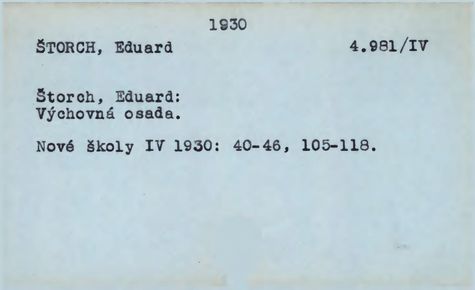 1930
ŠTORCH, Eduard 4.981/IV
Štorch, Eduard:
Výchovná osada.
Nové školy IV 1930: 40-46, 105-118.